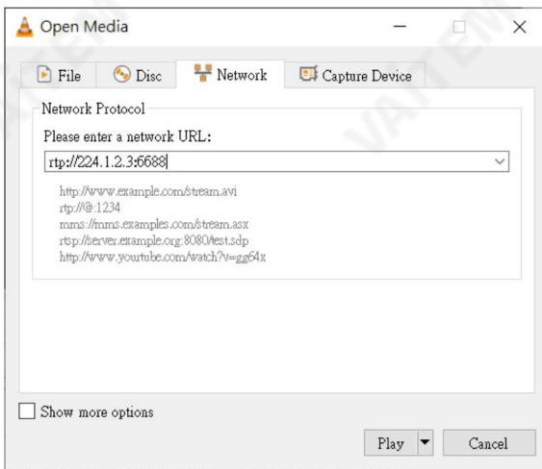 Open Media
File Disc Network Capture Device
Network Protocol
Please enter a network URL:
rtp://224.1.2.3:6688
http://www.example.com/stream.avi
rtp://@:1234
mms://mms.examples.com/stream.asx
rtsp://server.example.org:8080/test.sdp
http://www.yourtube.com/watch?v=gg64x
Show more options
Play Cancel
VAITEM